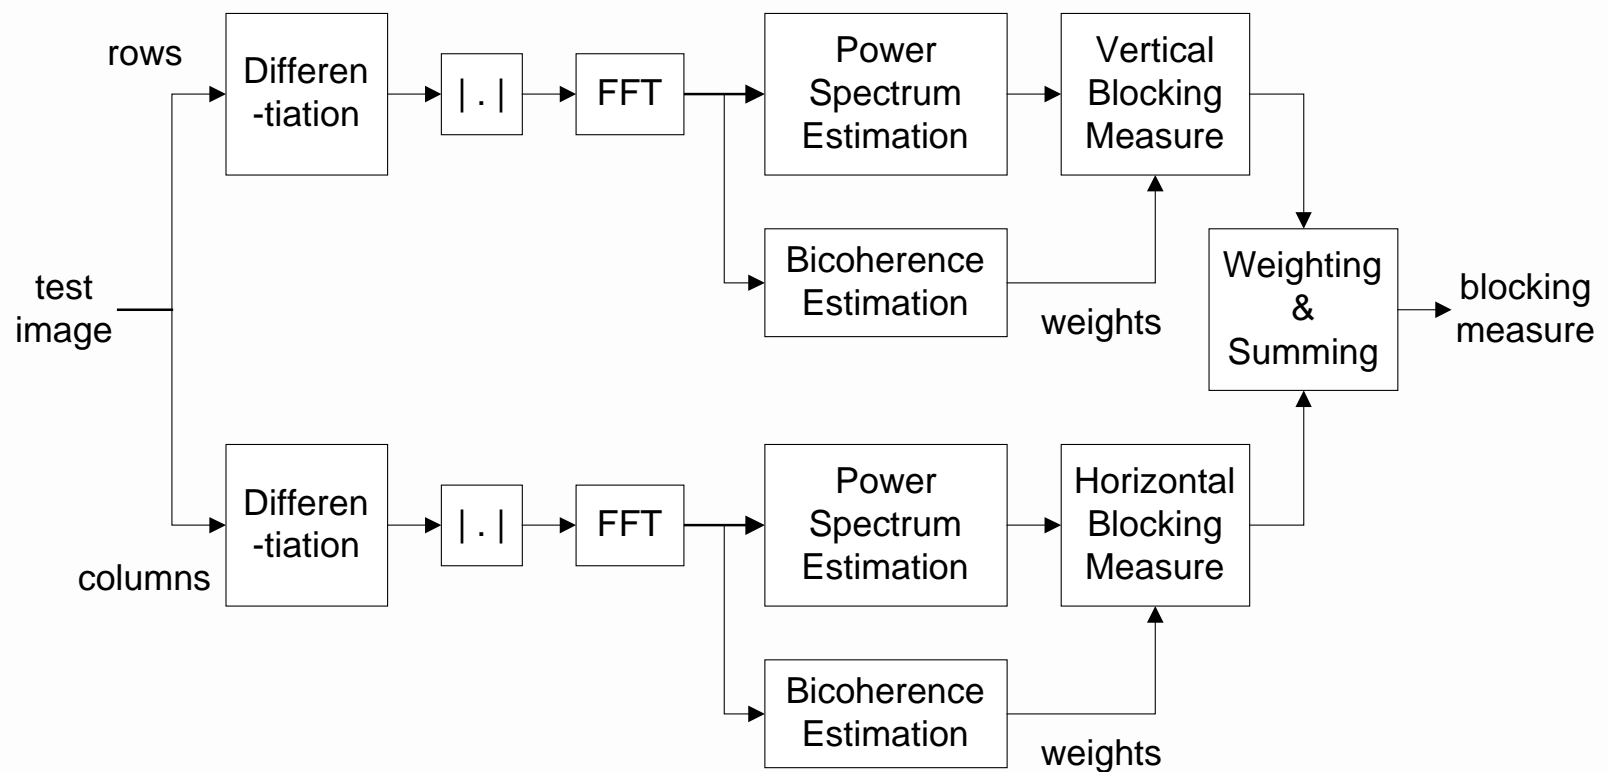 rows
Differen
-tiation
| . |
FFT
Power
Spectrum
Estimation
Vertical
Blocking
Measure
Bicoherence
Estimation
weights
test
image
Weighting
&
Summing
blocking
measure
columns
Differen
-tiation
| . |
FFT
Power
Spectrum
Estimation
Horizontal
Blocking
Measure
Bicoherence
Estimation
weights